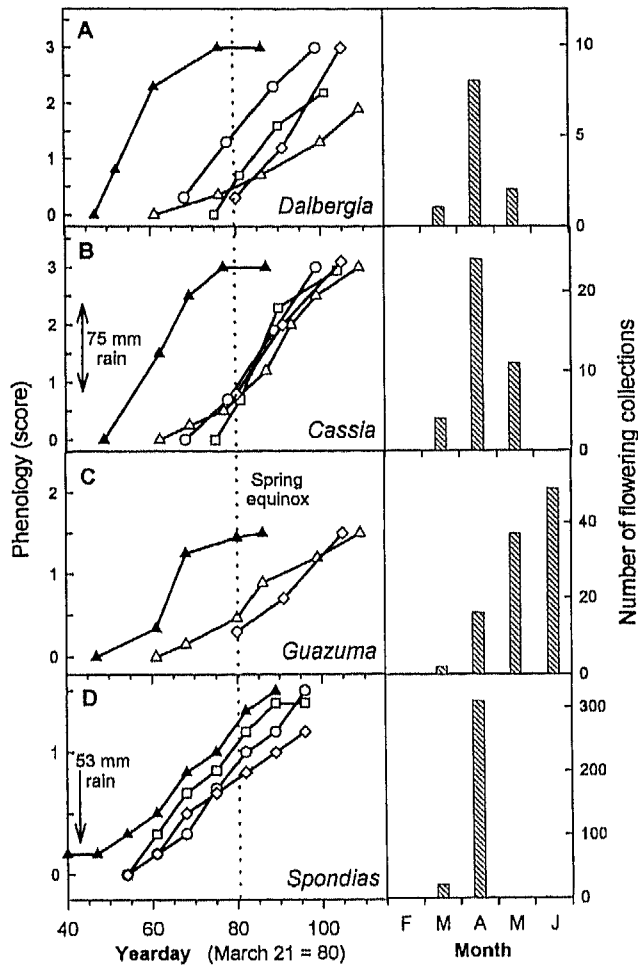 A
3
2
1
0
Dalbergia
10
5
0
B
3
2
1
0
75 mm
rain
Cassia
20
10
0
Phenology (score)
Number of flowering collections
C
2
1
0
Spring
equinox
Guazuma
40
20
0
D
1
0
53 mm
rain
Spondias
300
200
100
0
40 60 80 100
F M A M J
Yearday (March 21 = 80)
Month